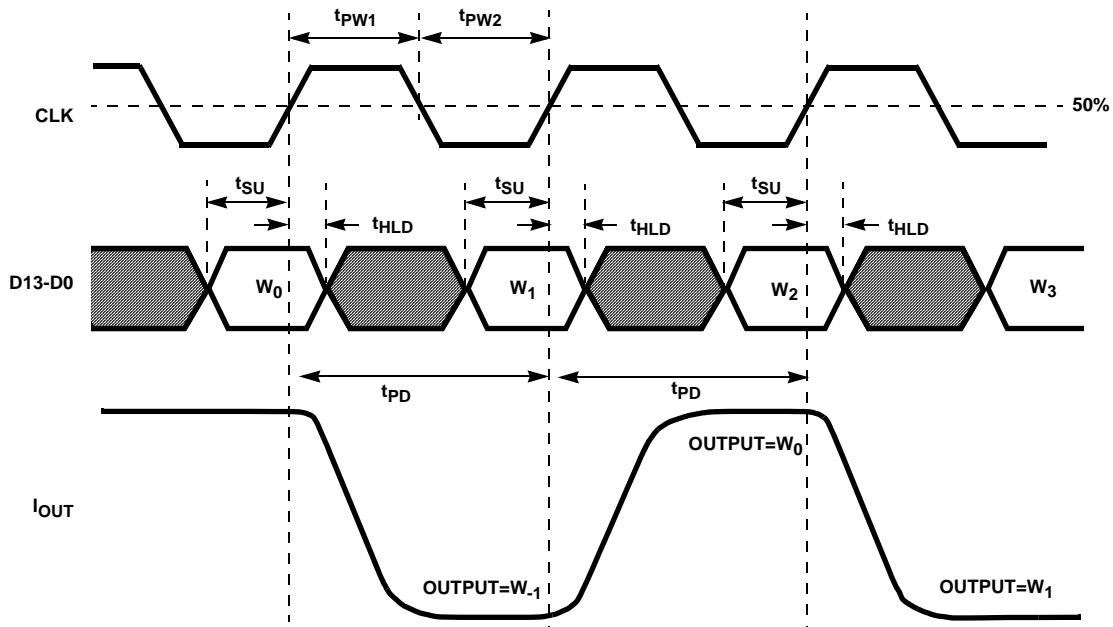 tPW1 tPW2
CLK 50%
tSU tSU tSU
tHLD tHLD tHLD
D13-D0 W0 W1 W2 W3
tPD tPD
OUTPUT=W0
IOUT
OUTPUT=W-1 OUTPUT=W1